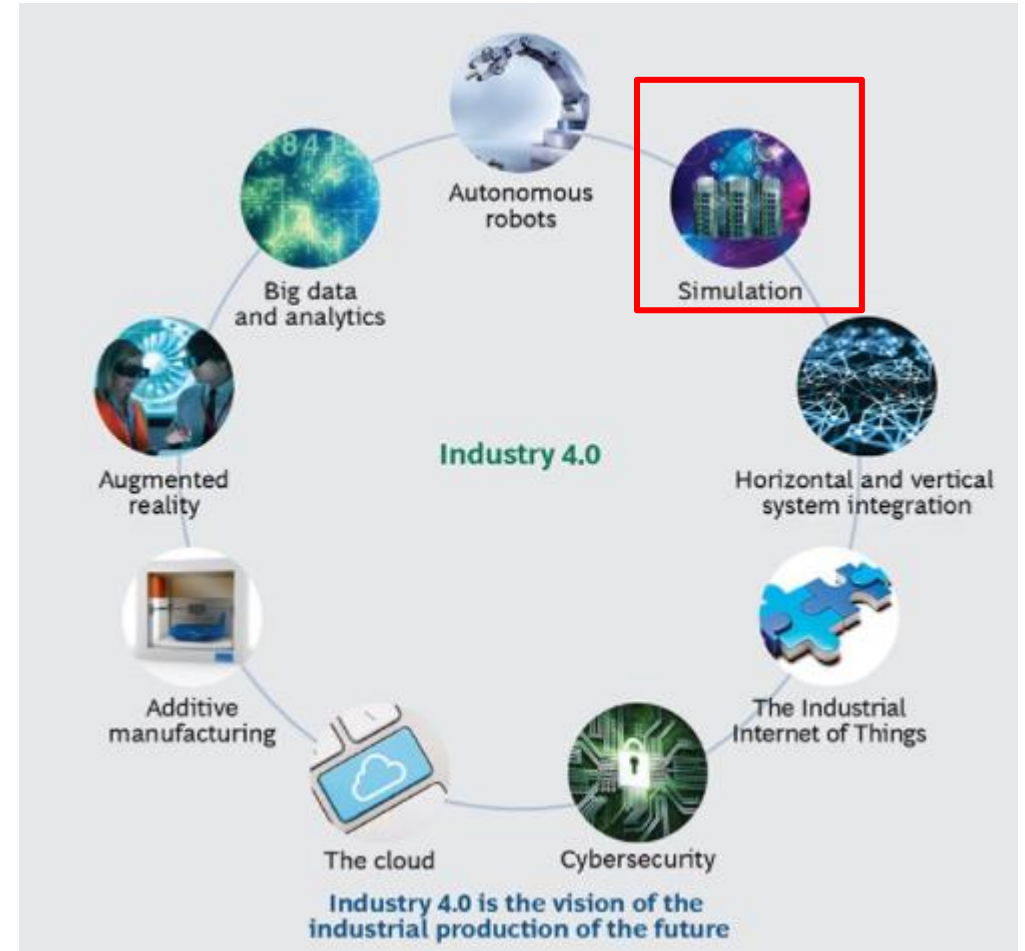 Autonomous
robots
Simulation
Big data
and analytics
Horizontal and vertical
system integration
Augmented
reality
Industry 4.0
The Industrial
Internet of Things
Additive
manufacturing
Cybersecurity
The cloud
Industry 4.0 is the vision of the
industrial production of the future